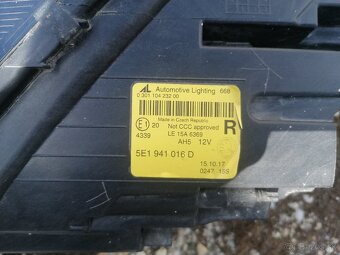 AL Automotive Lighting 668
0 301 104 232 00
Made in Czech Republic
E1 20 Not CCC approved R
4339 LE 15A 6369
AH5 12V
5E1 941 016 D
15.10.17
0247